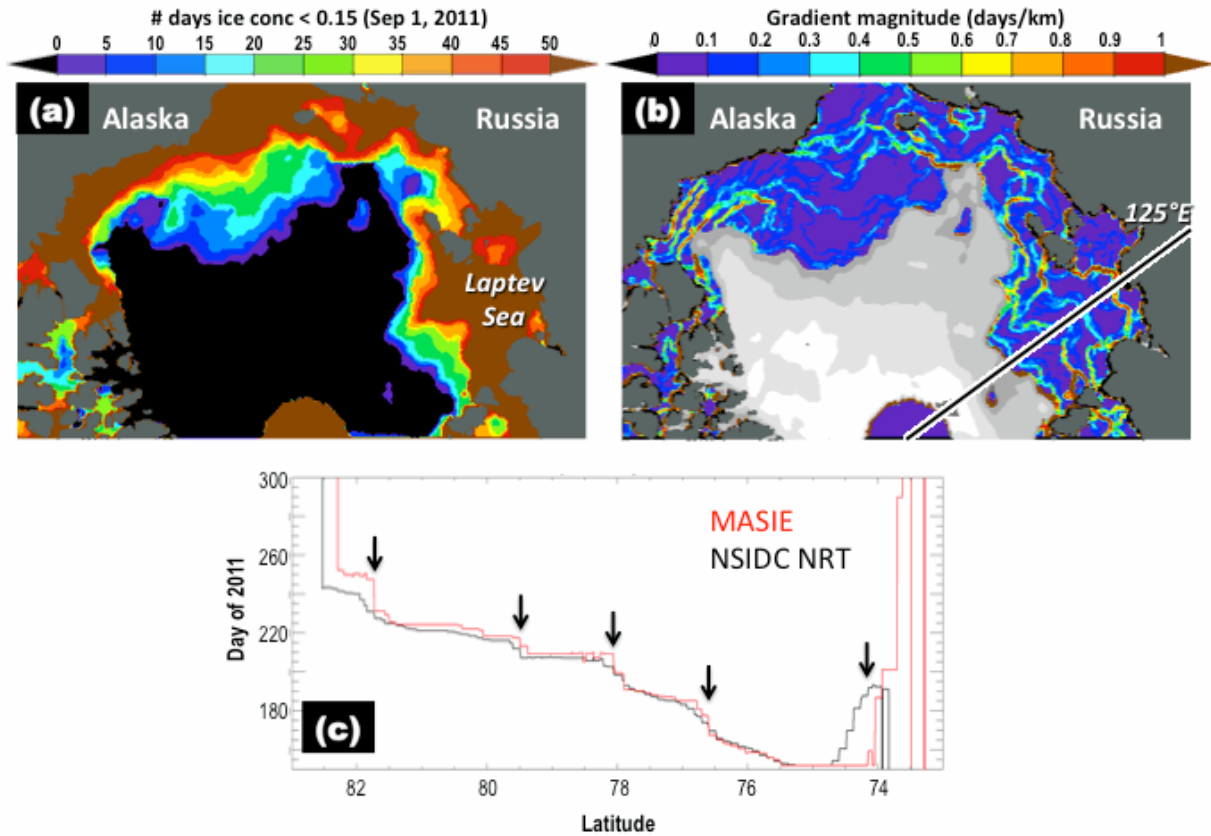 # days ice conc < 0.15 (Sep 1, 2011)
0 5 10 15 20 25 30 35 40 45 50
Gradient magnitude (days/km)
0 0.1 0.2 0.3 0.4 0.5 0.6 0.7 0.8 0.9 1
(a) Alaska Russia
Laptev
Sea
(b) Alaska Russia
125°E
300
260
220
180
Day of 2011
MASIE
NSIDC NRT
(c)
82 80 78 76 74
Latitude